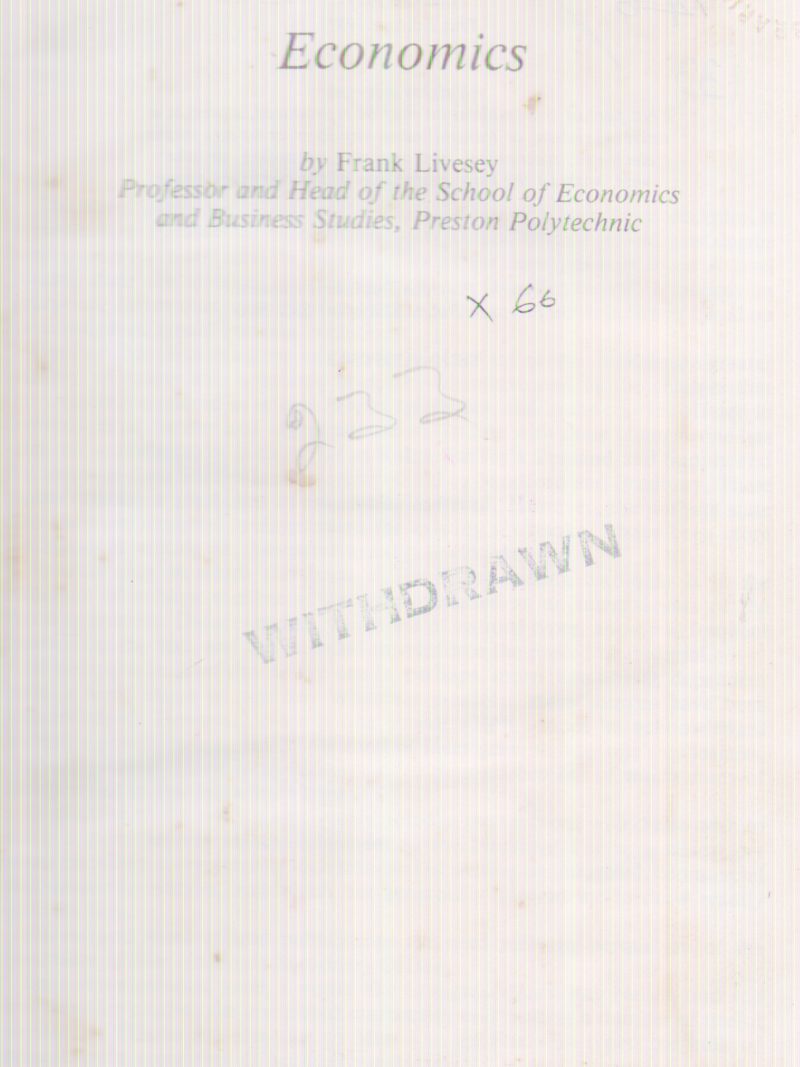 Economics
by Frank Livesey
Professor and Head of the School of Economics
and Business Studies, Preston Polytechnic
X 66
233
WITHDRAWN